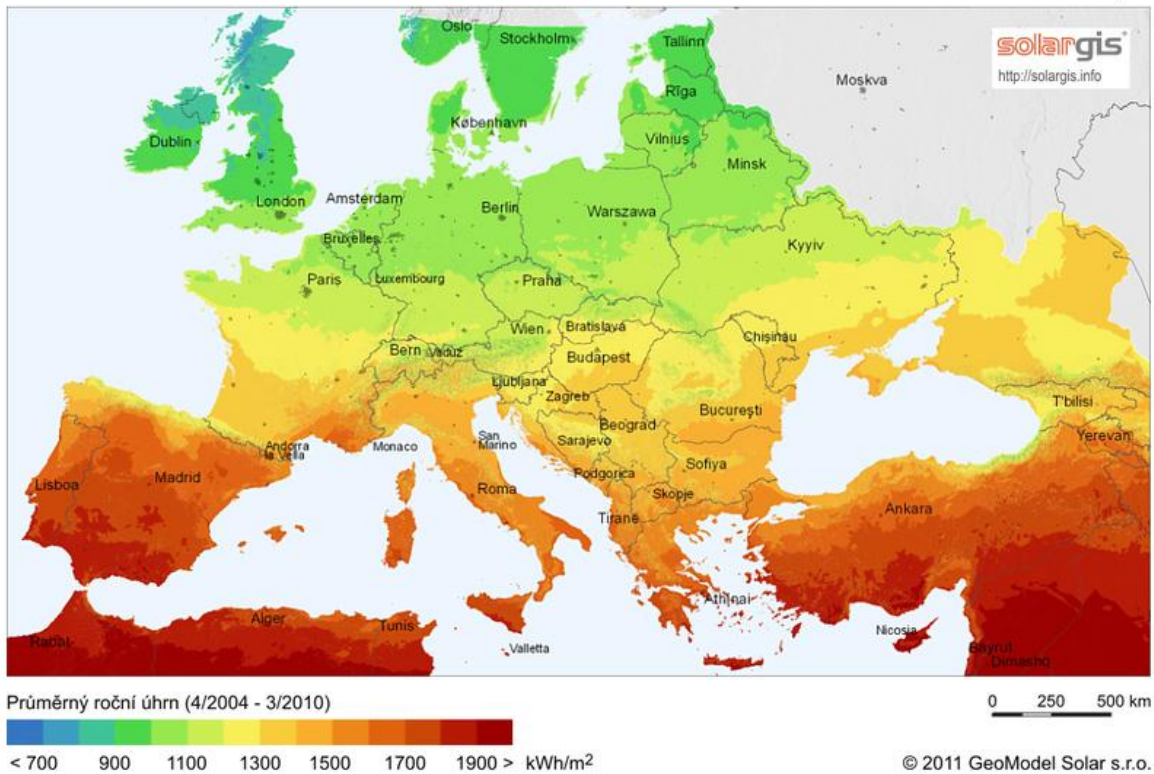 Oslo
Stockholm
Tallinn
solargis
http://solargis.info
Moskva
Rīga
Dublin
København
Vilnius
Minsk
London
Amsterdam
Berlin
Warszawa
Bruxelles
Kyyiv
Paris
Luxembourg
Praha
Wien
Bratislava
Chișinău
Bern
Vaduz
Budapest
Ljubljana
Zagreb
București
T'bilisi
Beograd
Andorra
la Vella
Monaco
San
Marino
Sarajevo
Yerevan
Lisboa
Madrid
Podgorica
Sofiya
Roma
Skopje
Ankara
Tiranë
Athínai
Alger
Tunis
Nicosia
Rabat
Valletta
Bayrut
Dimashq
Průměrný roční úhrn (4/2004 - 3/2010)
0 250 500 km
< 700 900 1100 1300 1500 1700 1900 > kWh/m²
© 2011 GeoModel Solar s.r.o.